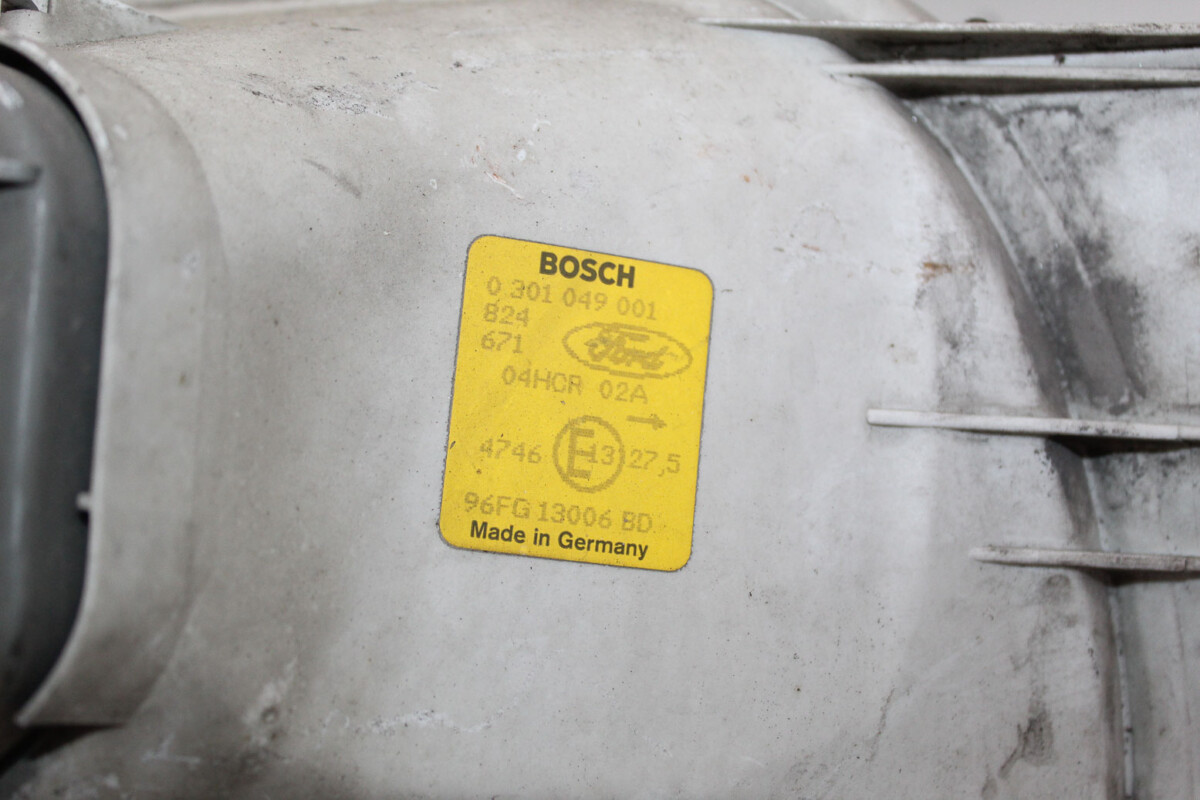 BOSCH
0 301 049 001
824
671 Ford
04HCR 02A
4746 E13 27,5
96FG 13006 BD
Made in Germany